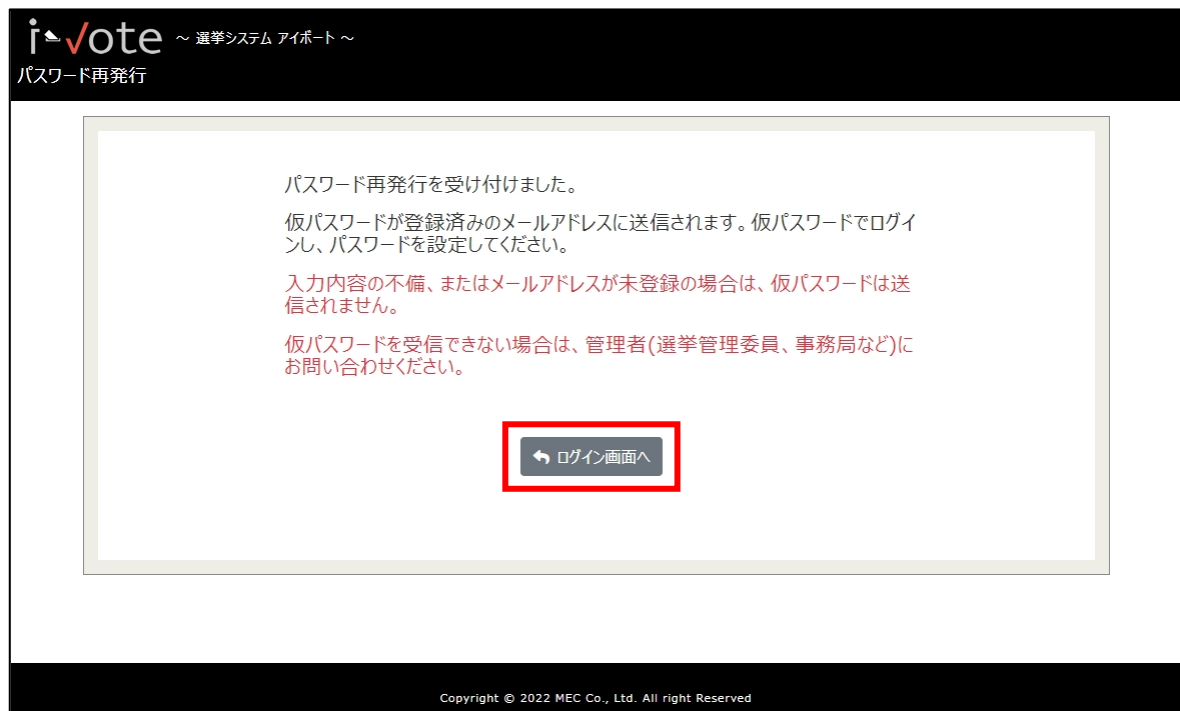 i-Vote ～ 選挙システム アイボート ～
パスワード再発行
パスワード再発行を受け付けました。
仮パスワードが登録済みのメールアドレスに送信されます。仮パスワードでログイ
ンし、パスワードを設定してください。
入力内容の不備、またはメールアドレスが未登録の場合は、仮パスワードは送
信されません。
仮パスワードを受信できない場合は、管理者(選挙管理委員、事務局など)に
お問い合わせください。
ログイン画面へ
Copyright © 2022 MEC Co., Ltd. All right Reserved